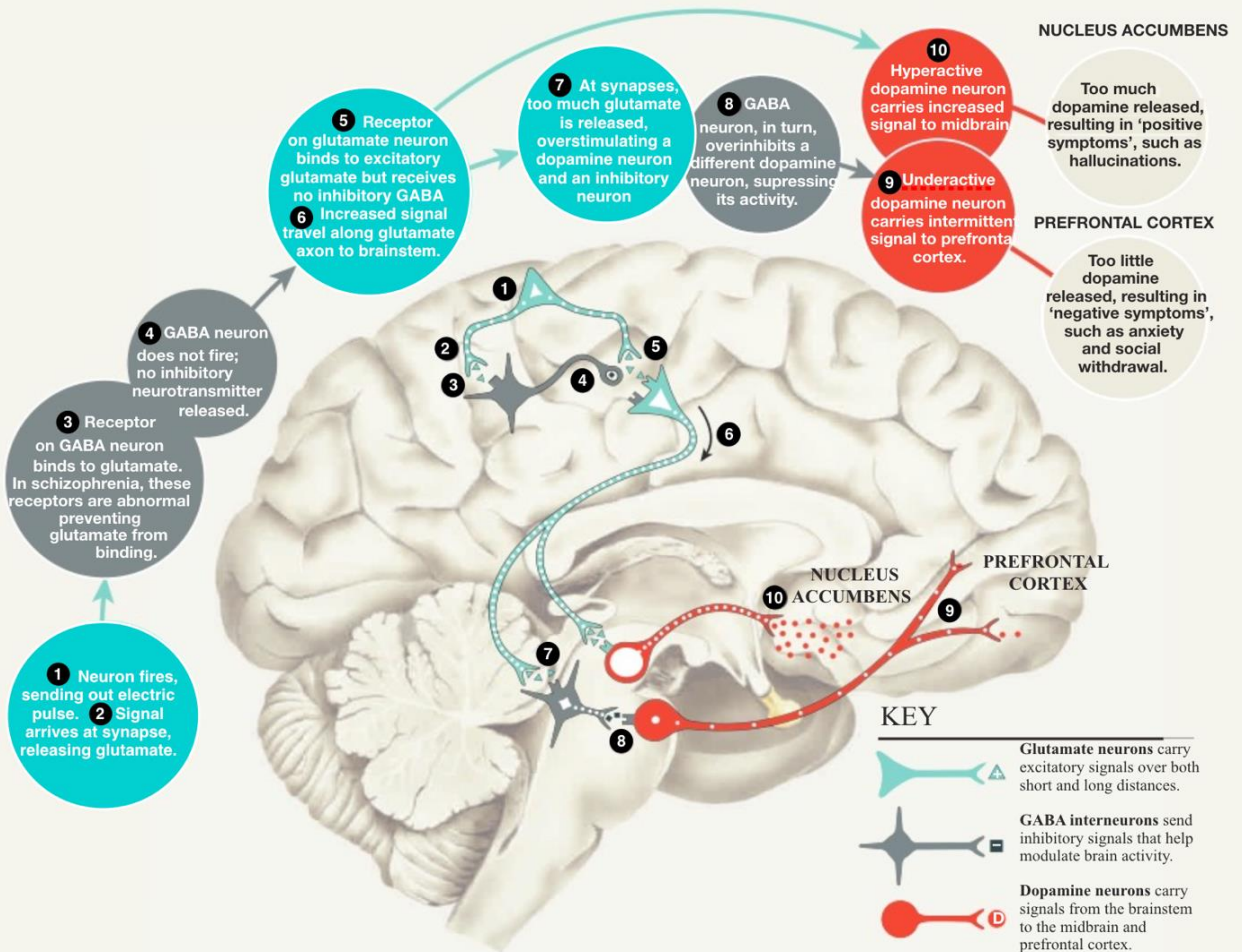 1 Neuron fires,
sending out electric
pulse. 2 Signal
arrives at synapse,
releasing glutamate.
3 Receptor
on GABA neuron
binds to glutamate.
In schizophrenia, these
receptors are abnormal
preventing
glutamate from
binding.
4 GABA neuron
does not fire;
no inhibitory
neurotransmitter
released.
5 Receptor
on glutamate neuron
binds to excitatory
glutamate but receives
no inhibitory GABA
6 Increased signal
travel along glutamate
axon to brainstem.
7 At synapses,
too much glutamate
is released,
overstimulating a
dopamine neuron
and an inhibitory
neuron
8 GABA
neuron, in turn,
overinhibits a
different dopamine
neuron, supressing
its activity.
10
Hyperactive
dopamine neuron
carries increased
signal to midbrain
9 Underactive
dopamine neuron
carries intermittent
signal to prefrontal
cortex.
NUCLEUS ACCUMBENS
Too much
dopamine released,
resulting in ‘positive
symptoms’, such as
hallucinations.
PREFRONTAL CORTEX
Too little
dopamine
released, resulting in
‘negative symptoms’,
such as anxiety
and social
withdrawal.
1
2
3
4
5
6
7
8
10
NUCLEUS
ACCUMBENS
9
PREFRONTAL
CORTEX
KEY
+
Glutamate neurons carry
excitatory signals over both
short and long distances.
GABA interneurons send
inhibitory signals that help
modulate brain activity.
D
Dopamine neurons carry
signals from the brainstem
to the midbrain and
prefrontal cortex.